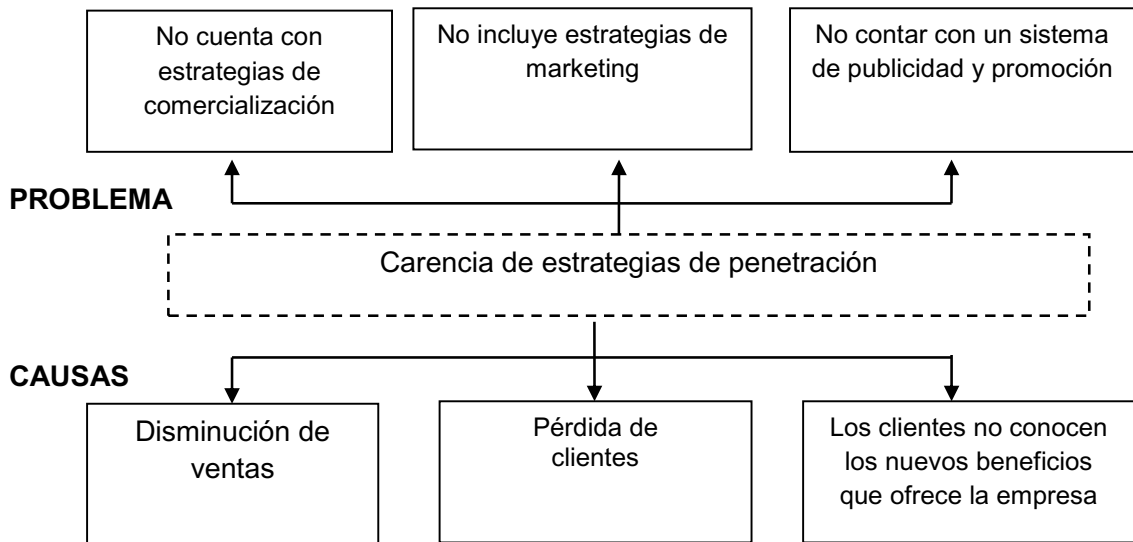 No cuenta con
estrategias de
comercialización
No incluye estrategias de
marketing
No contar con un sistema
de publicidad y promoción
PROBLEMA
Carencia de estrategias de penetración
CAUSAS
Disminución de
ventas
Pérdida de
clientes
Los clientes no conocen
los nuevos beneficios
que ofrece la empresa